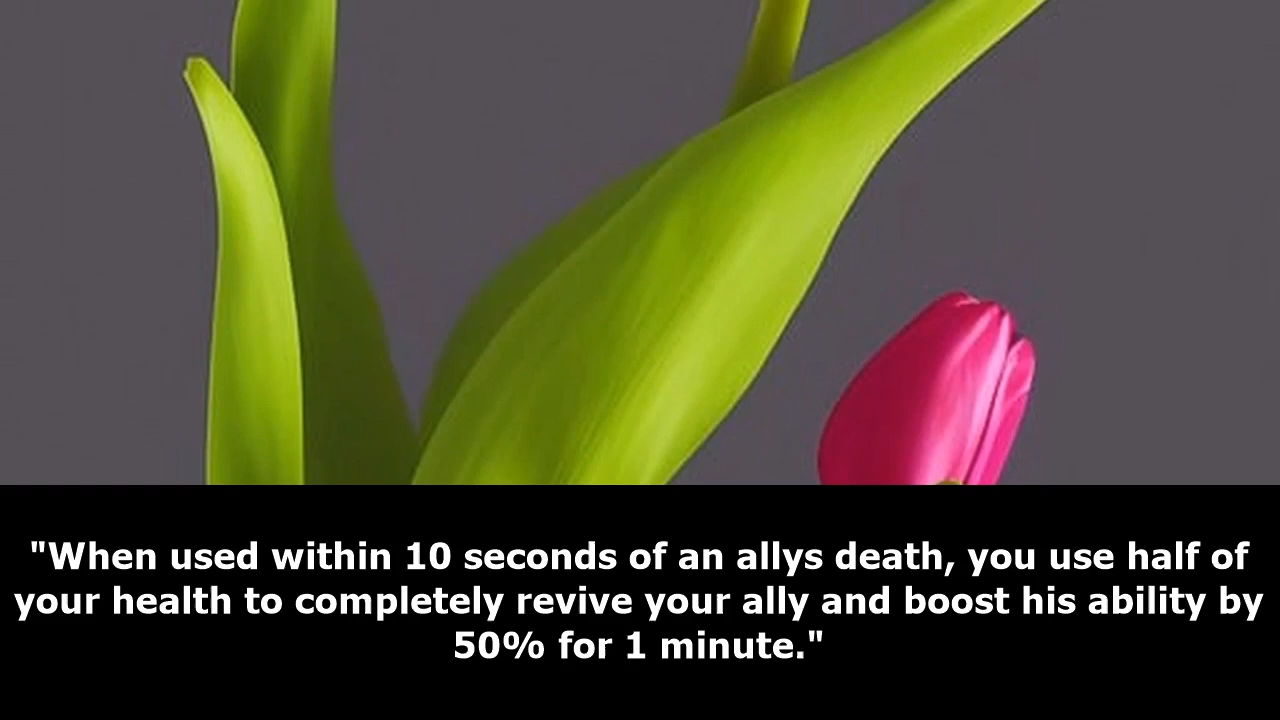 "When used within 10 seconds of an allys death, you use half of
your health to completely revive your ally and boost his ability by
50% for 1 minute."